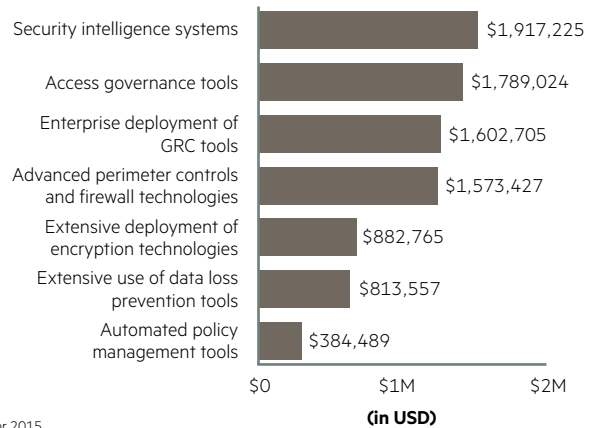 Security intelligence systems
$1,917,225
Access governance tools
$1,789,024
Enterprise deployment of
GRC tools
$1,602,705
Advanced perimeter controls
and firewall technologies
$1,573,427
Extensive deployment of
encryption technologies
$882,765
Extensive use of data loss
prevention tools
$813,557
Automated policy
management tools
$384,489
$0 $1M $2M
(in USD)
2015